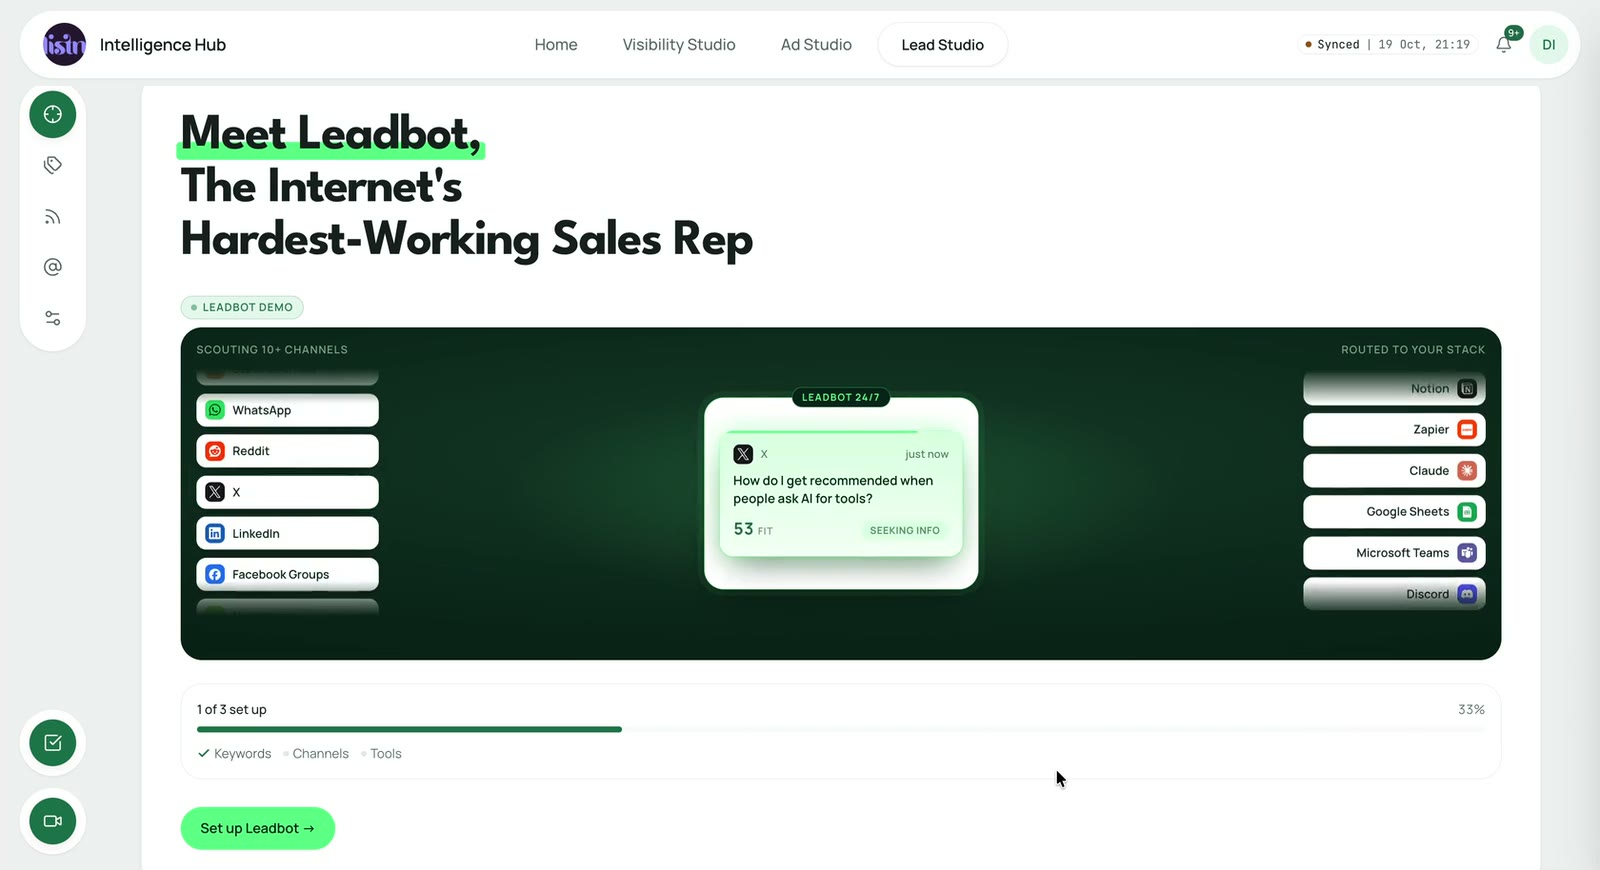 listn
Intelligence Hub
Home
Visibility Studio
Ad Studio
Lead Studio
Synced | 19 Oct, 21:19
9+
DI
Meet Leadbot,
The Internet's
Hardest-Working Sales Rep
LEADBOT DEMO
SCOUTING 10+ CHANNELS
WhatsApp
Reddit
X
LinkedIn
Facebook Groups
LEADBOT 24/7
X
just now
How do I get recommended when
people ask AI for tools?
53 FIT
SEEKING INFO
ROUTED TO YOUR STACK
Notion
Zapier
Claude
Google Sheets
Microsoft Teams
Discord
1 of 3 set up
33%
Keywords
Channels
Tools
Set up Leadbot →